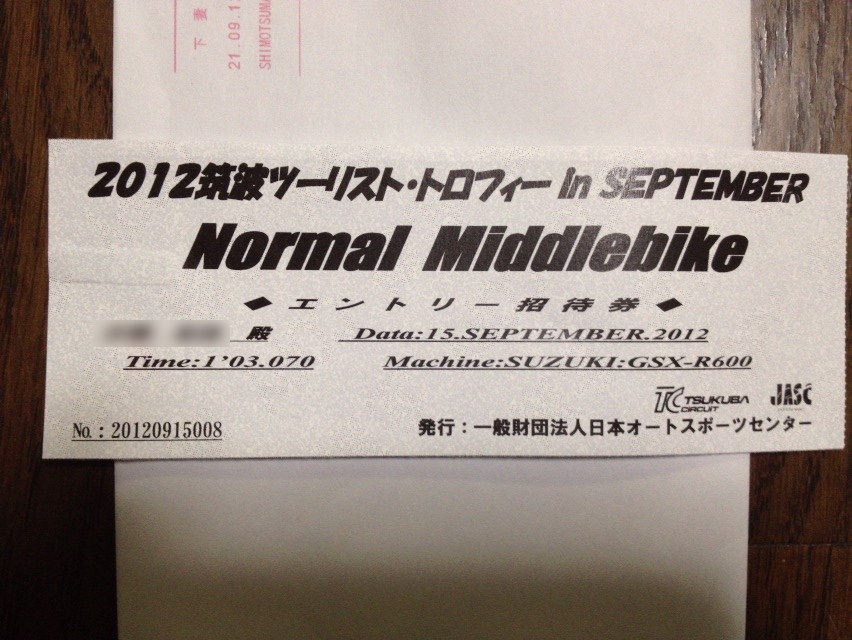 下妻
21.09.12
SHIMOTSUMA
2012筑波ツーリスト・トロフィー in SEPTEMBER
Normal Middlebike
◆ エントリー招待券 ◆
殿 Data:15.SEPTEMBER.2012
Time:1'03.070 Machine:SUZUKI:GSX-R600
TC TSUKUBA CIRCUIT JASC
No.：20120915008
発行：一般財団法人日本オートスポーツセンター